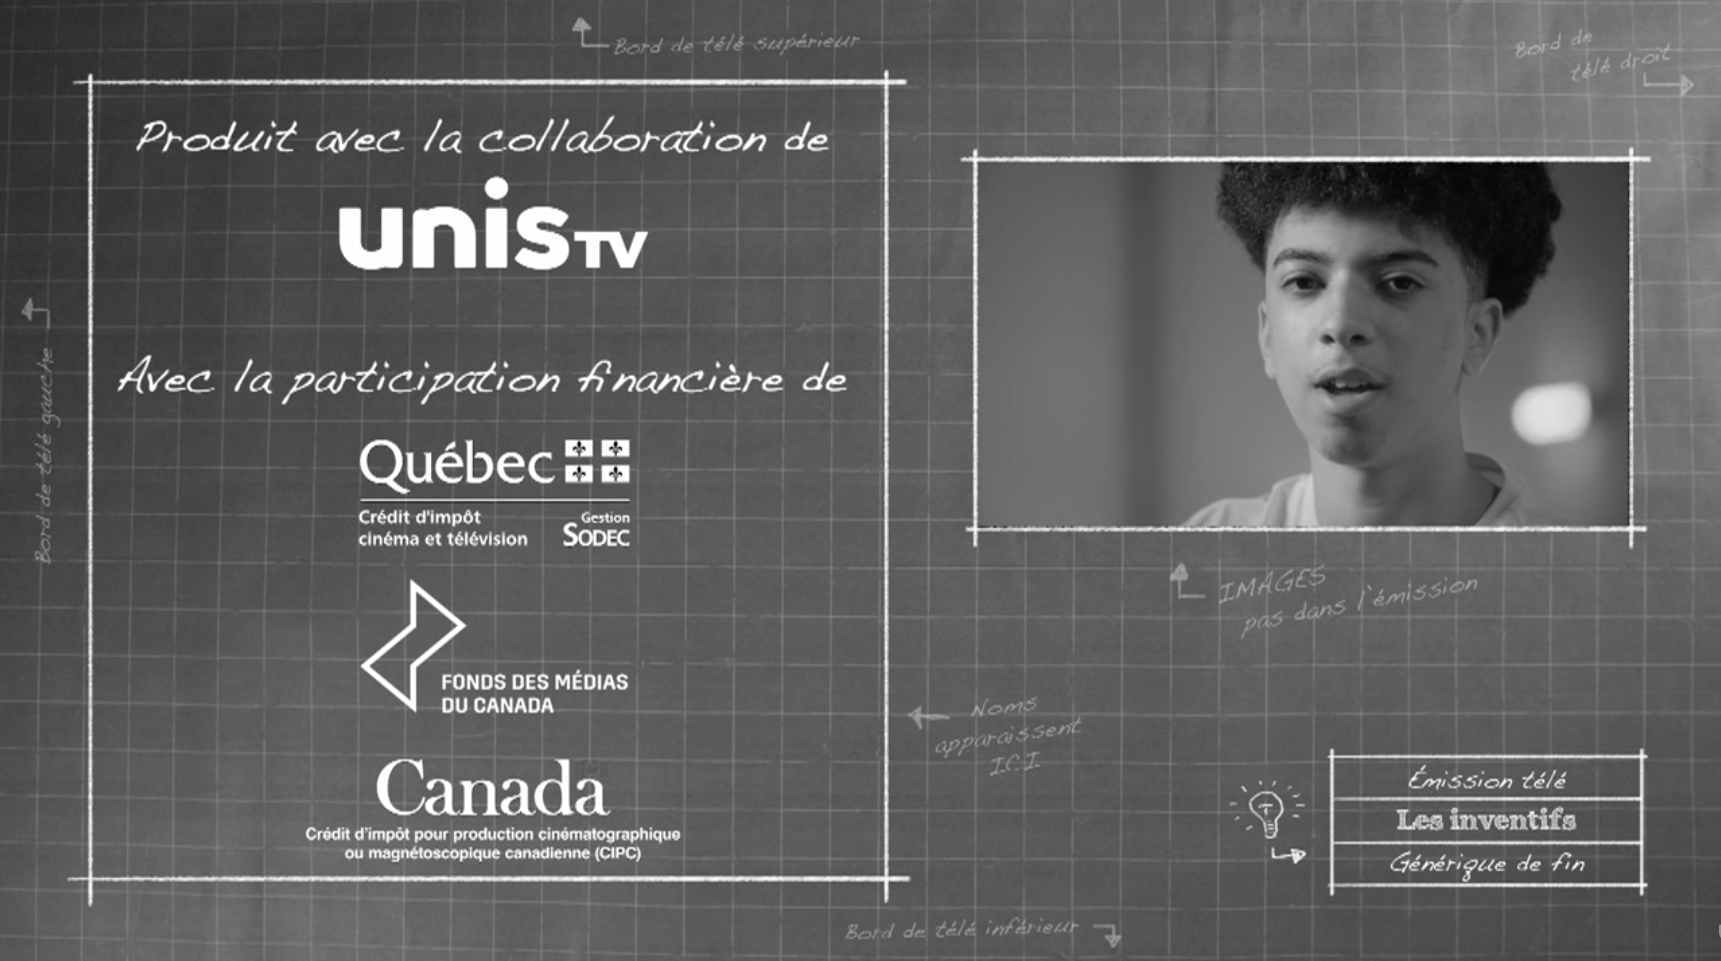 Bord de télé supérieur
Bord de
télé droit
Produit avec la collaboration de
unis TV
Bord de télé gauche
Avec la participation financière de
Québec
Crédit d'impôt
cinéma et télévision
Gestion
SODEC
FONDS DES MÉDIAS
DU CANADA
Canada
Crédit d'impôt pour production cinématographique
ou magnétoscopique canadienne (CIPC)
IMAGES
pas dans l'émission
Noms
apparaissent
ICI
Émission télé
Les inventifs
Générique de fin
Bord de télé inférieur